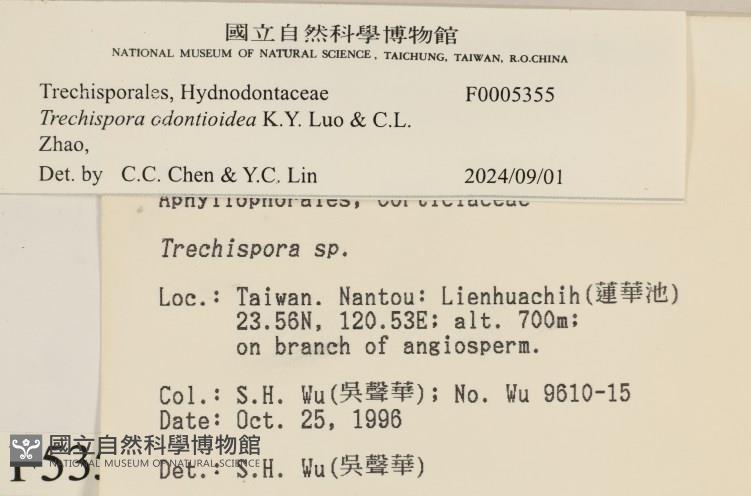 國立自然科學博物館
NATIONAL MUSEUM OF NATURAL SCIENCE, TAICHUNG, TAIWAN, R.O.CHINA
Trechisporales, Hydnodontaceae F0005355
Trechispora odontioidea K.Y. Luo & C.L.
Zhao,
Det. by C.C. Chen & Y.C. Lin 2024/09/01
Aphyllophorales, Corticiaceae
Trechispora sp.
Loc.: Taiwan. Nantou: Lienhuachih(蓮華池)
23.56N, 120.53E; alt. 700m;
on branch of angiosperm.
Col.: S.H. Wu(吳聲華); No. Wu 9610-15
Date: Oct. 25, 1996
國立自然科學博物館
NATIONAL MUSEUM OF NATURAL SCIENCE
Det.: S.H. Wu(吳聲華)